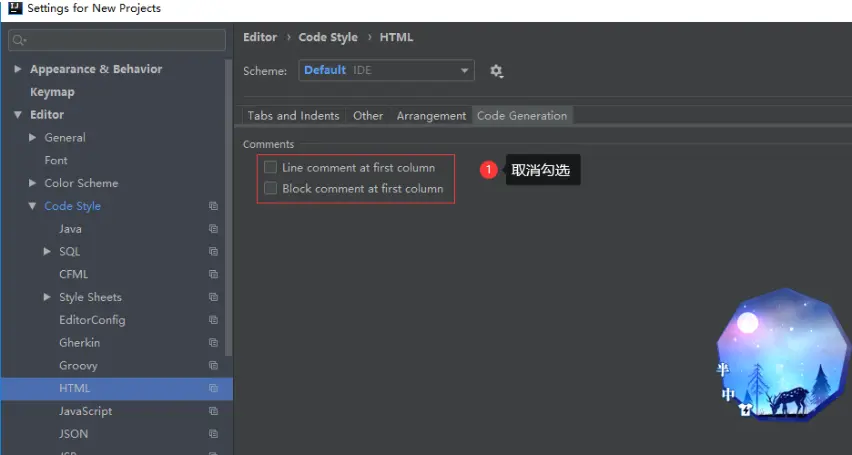 Settings for New Projects
Appearance & Behavior
Keymap
Editor
General
Font
Color Scheme
Code Style
Java
SQL
CFML
Style Sheets
EditorConfig
Gherkin
Groovy
HTML
JavaScript
JSON
Editor › Code Style › HTML
Scheme: Default IDE
Tabs and Indents Other Arrangement Code Generation
Comments
Line comment at first column
Block comment at first column
1 取消勾选
半
中